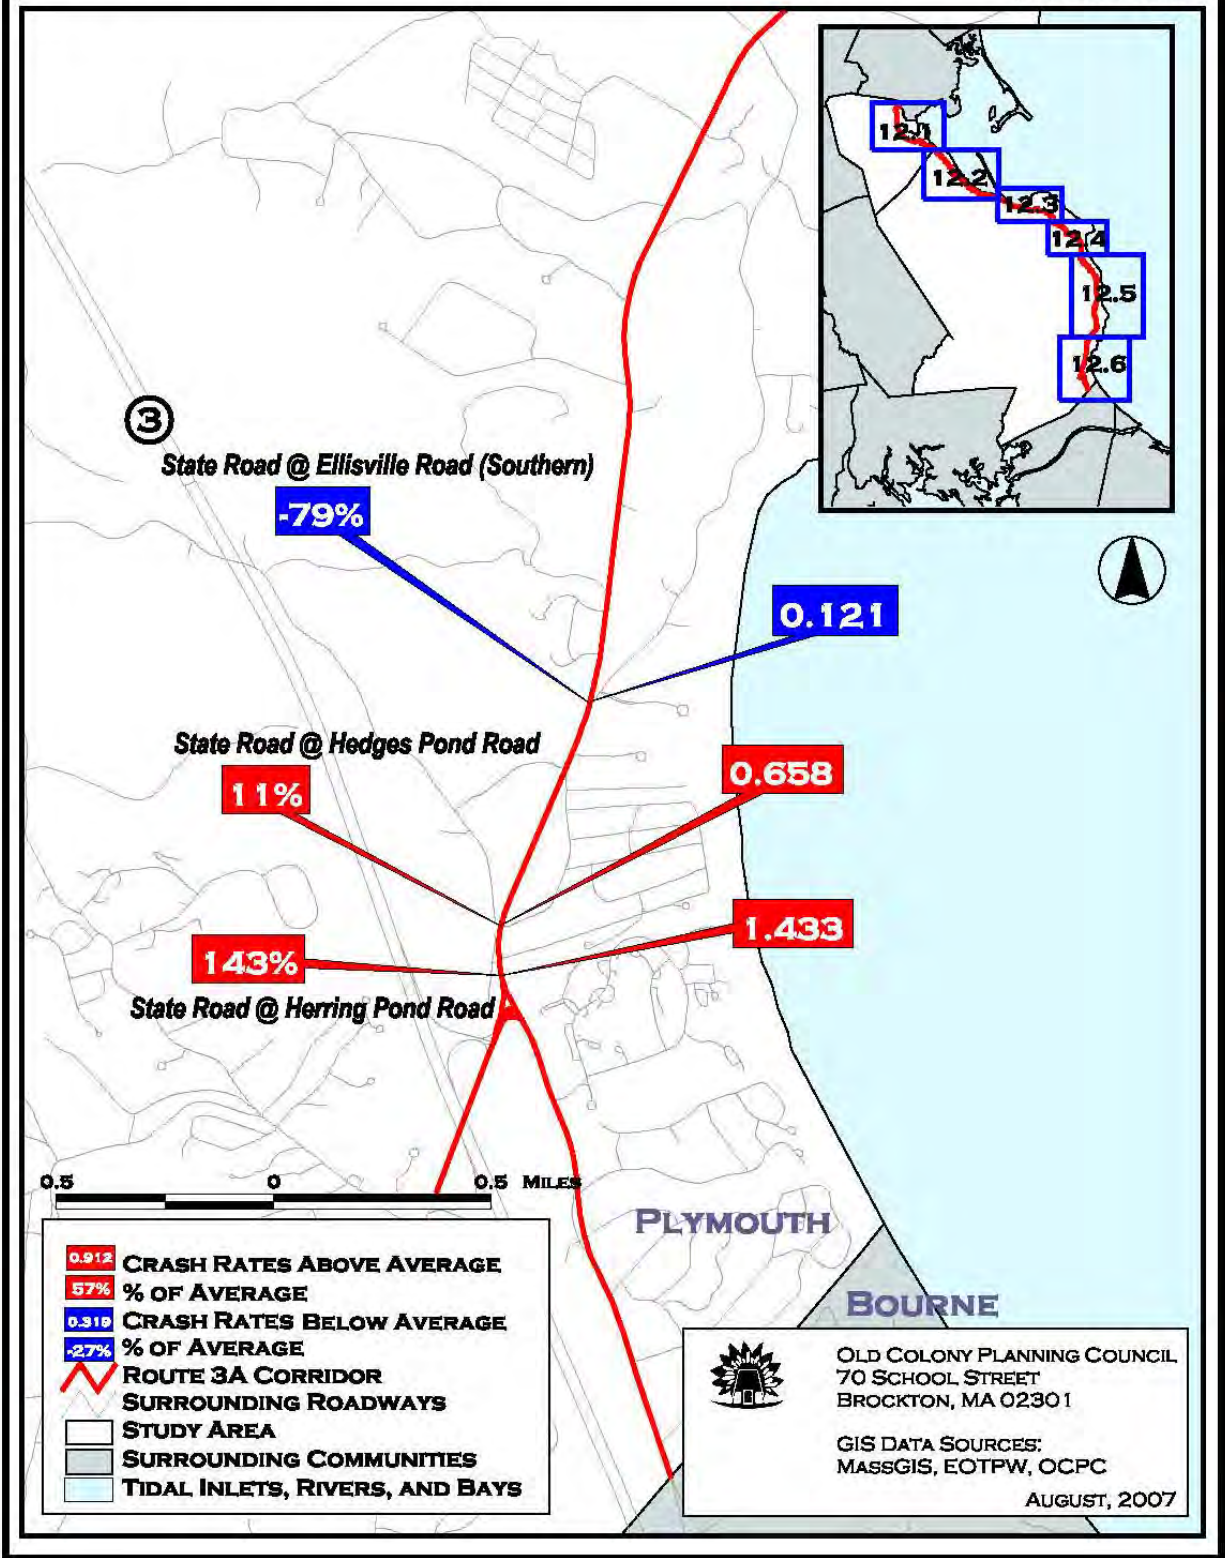 12.1
12.2
12.3
12.4
12.5
12.6
3
State Road @ Ellisville Road (Southern)
-79%
0.121
State Road @ Hedges Pond Road
11%
0.658
1.433
143%
State Road @ Herring Pond Road
0.5 0 0.5 MILES
PLYMOUTH
BOURNE
0.912 CRASH RATES ABOVE AVERAGE
57% % OF AVERAGE
0.319 CRASH RATES BELOW AVERAGE
-27% % OF AVERAGE
ROUTE 3A CORRIDOR
SURROUNDING ROADWAYS
STUDY AREA
SURROUNDING COMMUNITIES
TIDAL INLETS, RIVERS, AND BAYS
OLD COLONY PLANNING COUNCIL
70 SCHOOL STREET
BROCKTON, MA 02301
GIS DATA SOURCES:
MASSGIS, EOTPW, OCPC
AUGUST, 2007